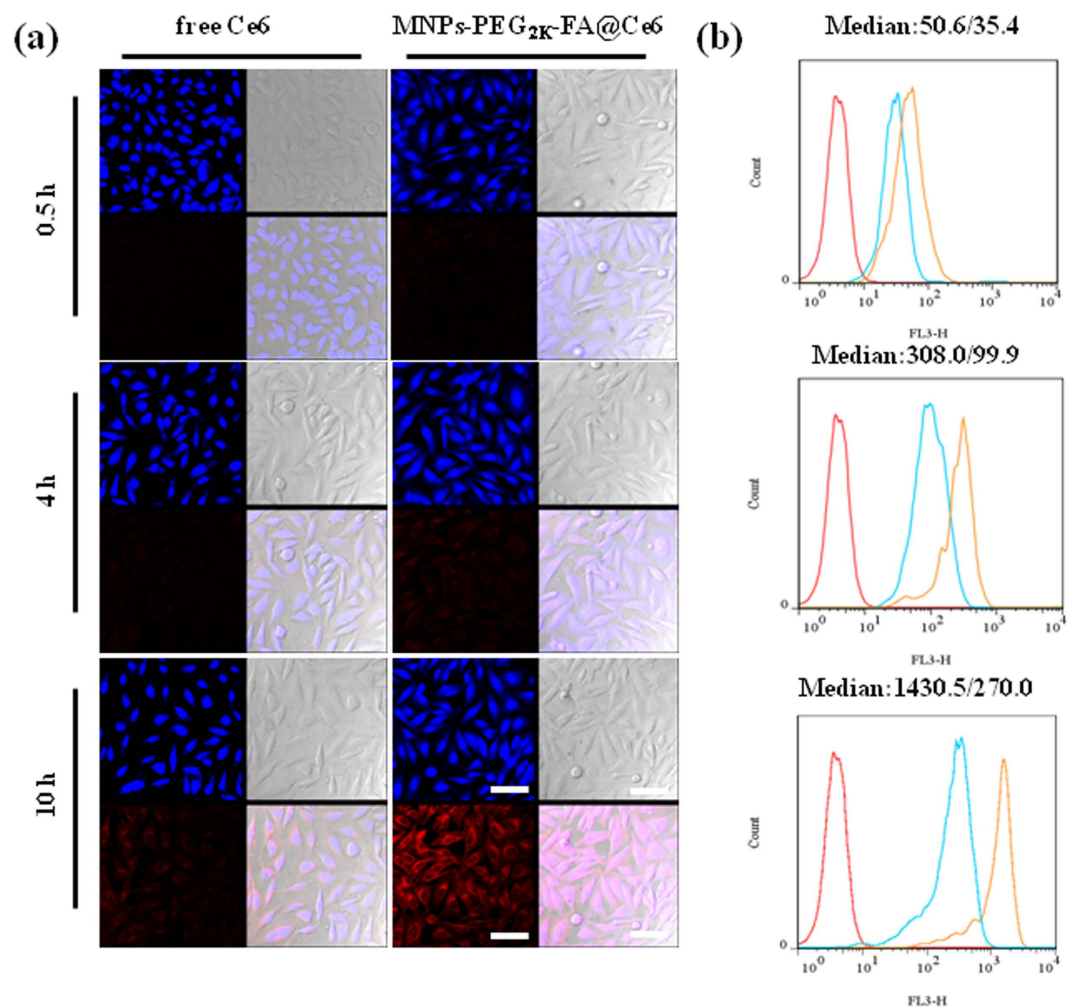 (a)
free Ce6
MNPs-PEG2K-FA@Ce6
0.5 h
4 h
10 h
(b)
Median:50.6/35.4
Count
0
10^0 10^1 10^2 10^3 10^4
FL3-H
Median:308.0/99.9
Count
0
10^0 10^1 10^2 10^3 10^4
FL3-H
Median:1430.5/270.0
Count
0
10^0 10^1 10^2 10^3 10^4
FL3-H